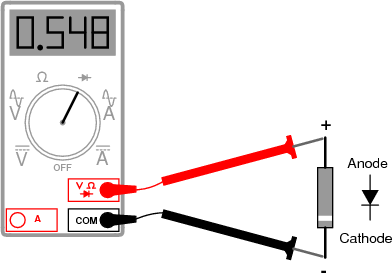 0.548
Ω
V A
V A
OFF
V Ω
A
COM
+
Anode
Cathode
-